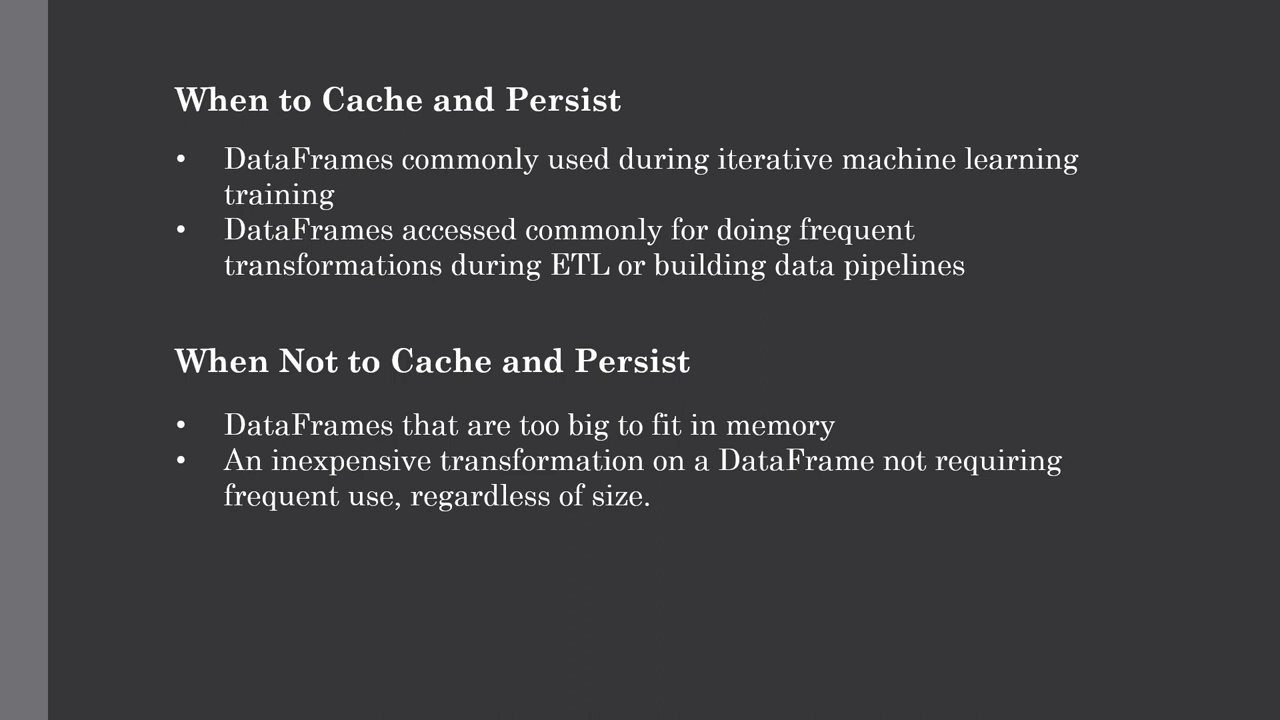 When to Cache and Persist
• DataFrames commonly used during iterative machine learning
training
• DataFrames accessed commonly for doing frequent
transformations during ETL or building data pipelines
When Not to Cache and Persist
• DataFrames that are too big to fit in memory
• An inexpensive transformation on a DataFrame not requiring
frequent use, regardless of size.